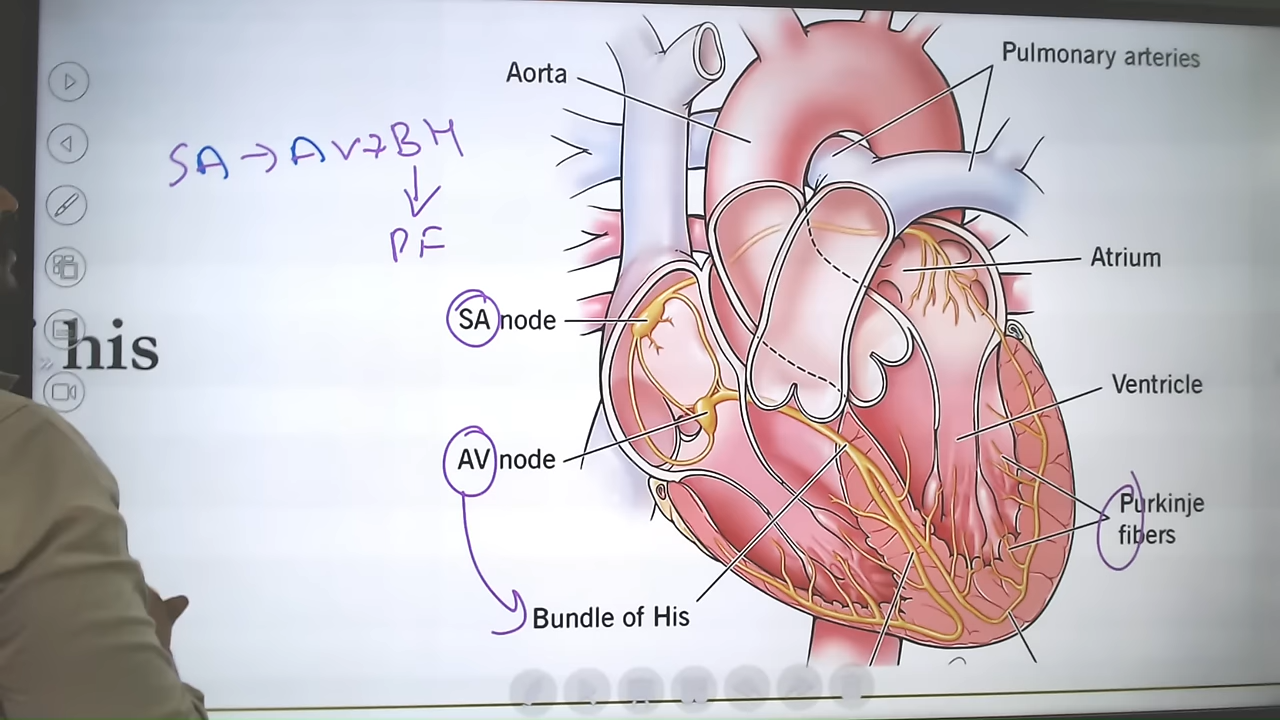 Aorta
Pulmonary arteries
SA → AV → BH
↓
PF
Atrium
SA node
his
Ventricle
AV node
Purkinje
fibers
Bundle of His